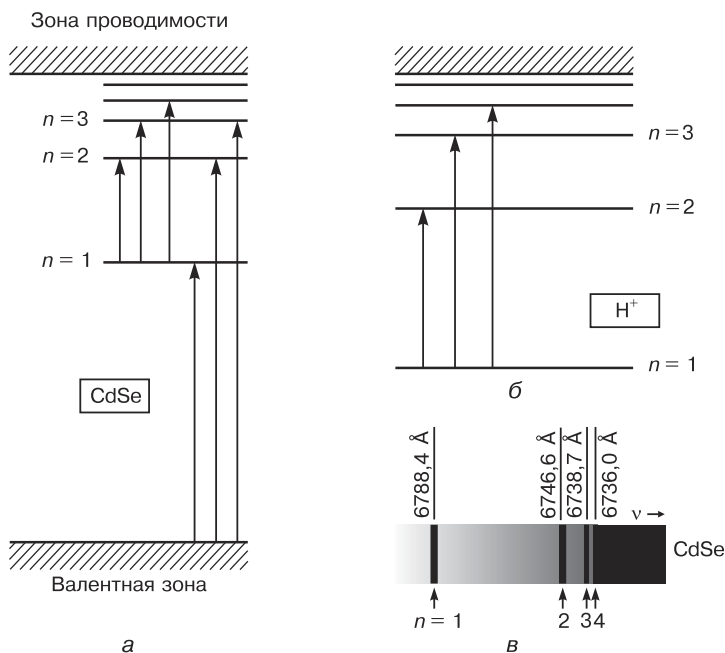 Зона проводимости
n = 3
n = 2
n = 1
CdSe
Валентная зона
а
n = 3
n = 2
H⁺
n = 1
б
6788,4 Å
6746,6 Å
6738,7 Å
6736,0 Å
ν →
CdSe
n = 1
2
3
4
в